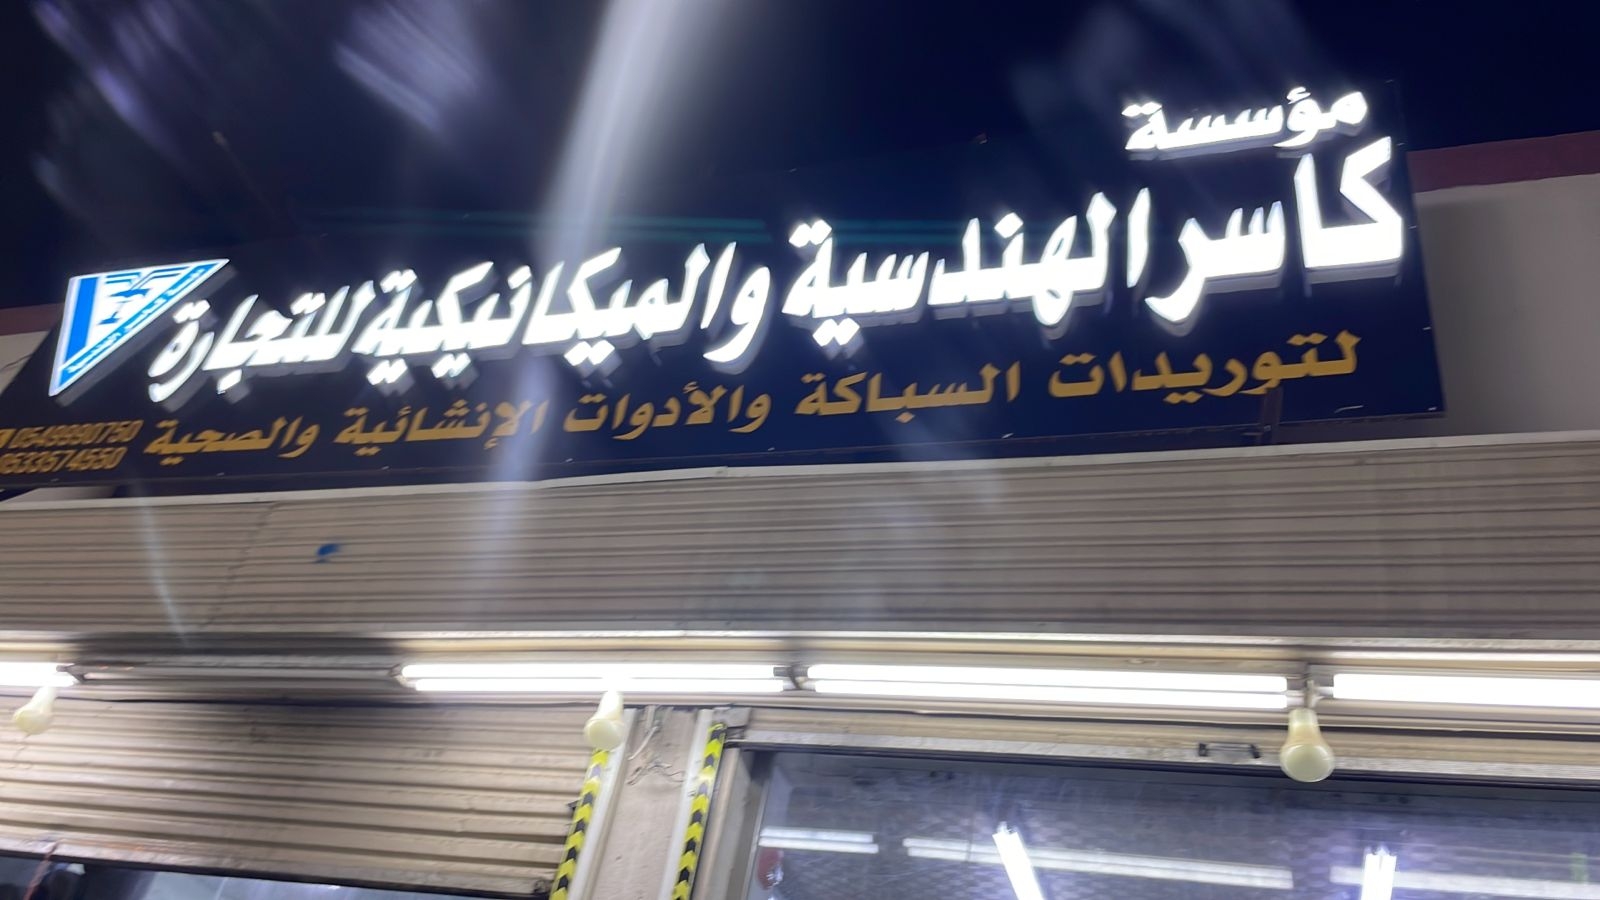 مؤسسة
كاسر الهندسية والميكانيكية للتجارة
لتوريدات السباكة والأدوات الإنشائية والصحية
0549990750
0533574550